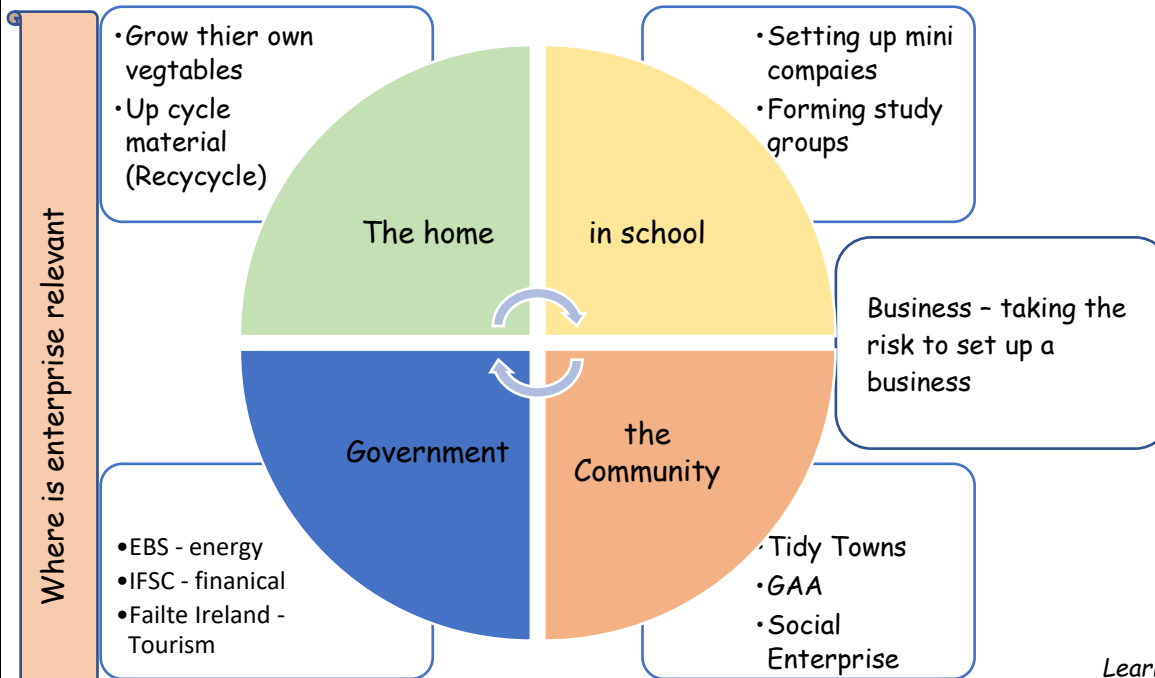 Where is enterprise relevant
·Grow thier own
vegtables
·Up cycle
material
(Recycycle)
·Setting up mini
compaies
·Forming study
groups
The home
in school
Business – taking the
risk to set up a
business
Government
the
Community
•EBS - energy
•IFSC - finanical
•Failte Ireland -
Tourism
·Tidy Towns
·GAA
·Social
Enterprise